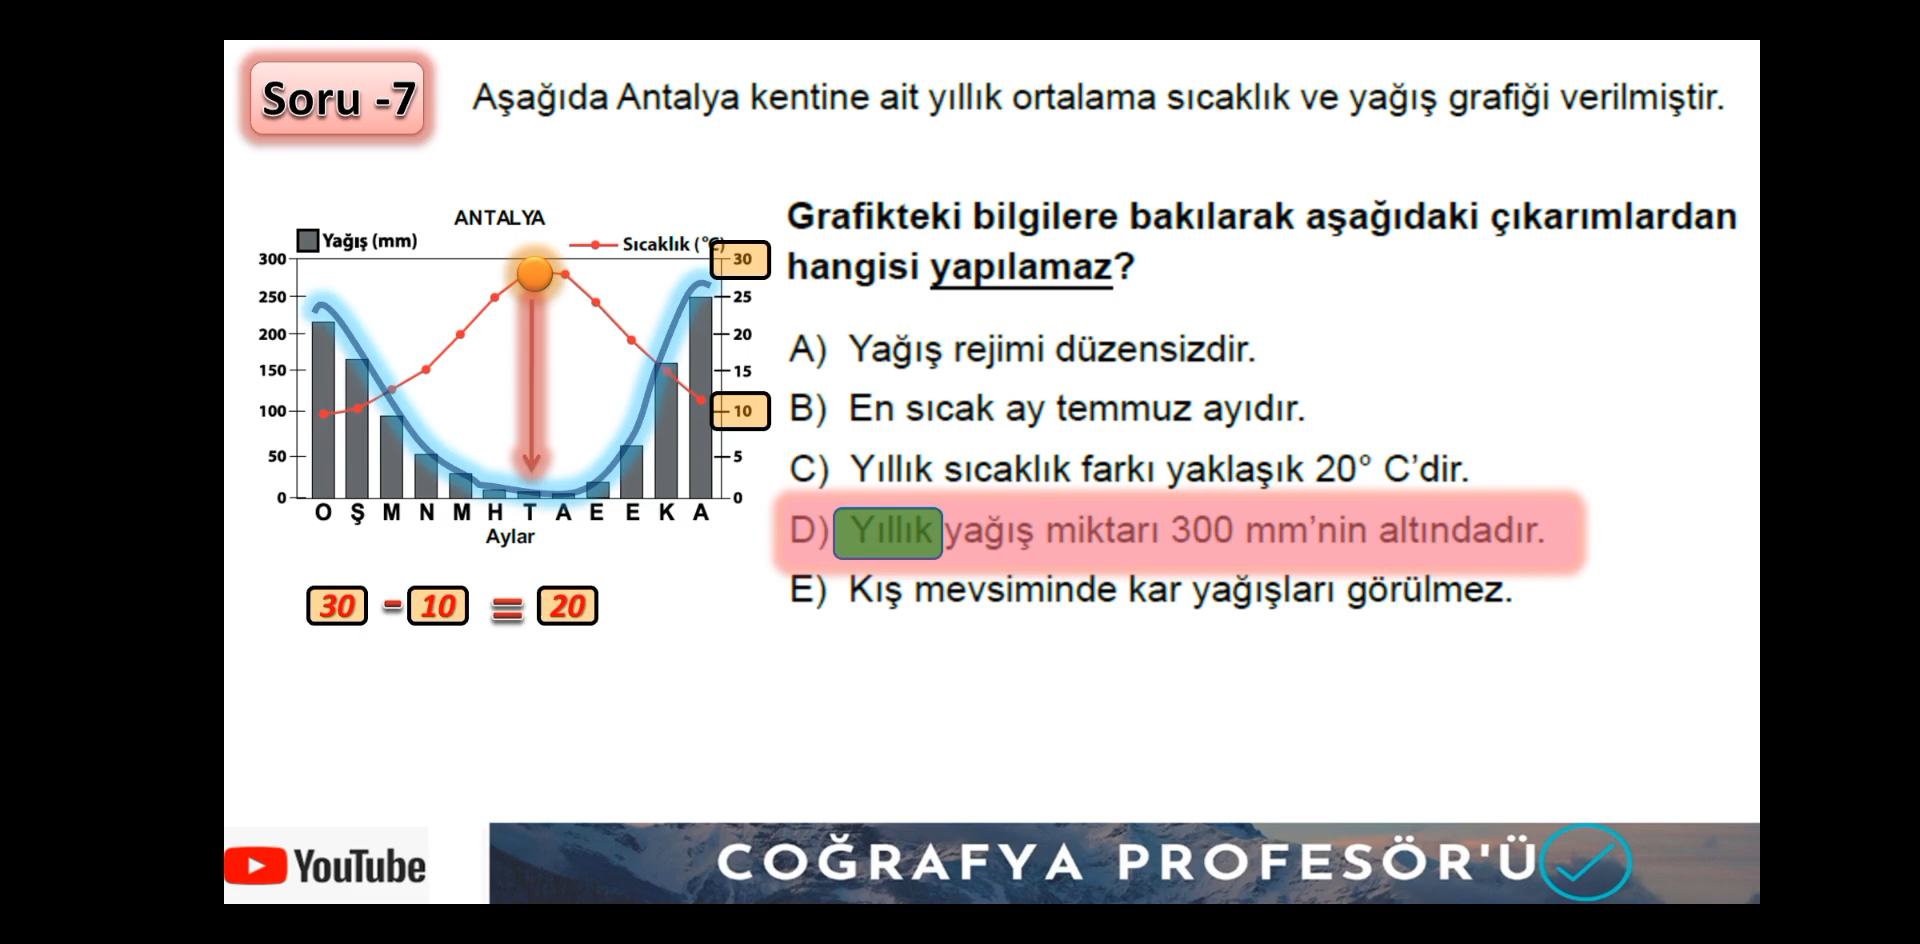 Soru -7
Aşağıda Antalya kentine ait yıllık ortalama sıcaklık ve yağış grafiği verilmiştir.
ANTALYA
Yağış (mm)
Sıcaklık (°C)
300
250
200
150
100
50
0
30
25
20
15
10
5
0
O Ş M N M H T A E E K A
Aylar
30 - 10 = 20
Grafikteki bilgilere bakılarak aşağıdaki çıkarımlardan
hangisi yapılamaz?
A) Yağış rejimi düzensizdir.
B) En sıcak ay temmuz ayıdır.
C) Yıllık sıcaklık farkı yaklaşık 20° C’dir.
D) Yıllık yağış miktarı 300 mm’nin altındadır.
E) Kış mevsiminde kar yağışları görülmez.
YouTube
COĞRAFYA PROFESÖR'Ü